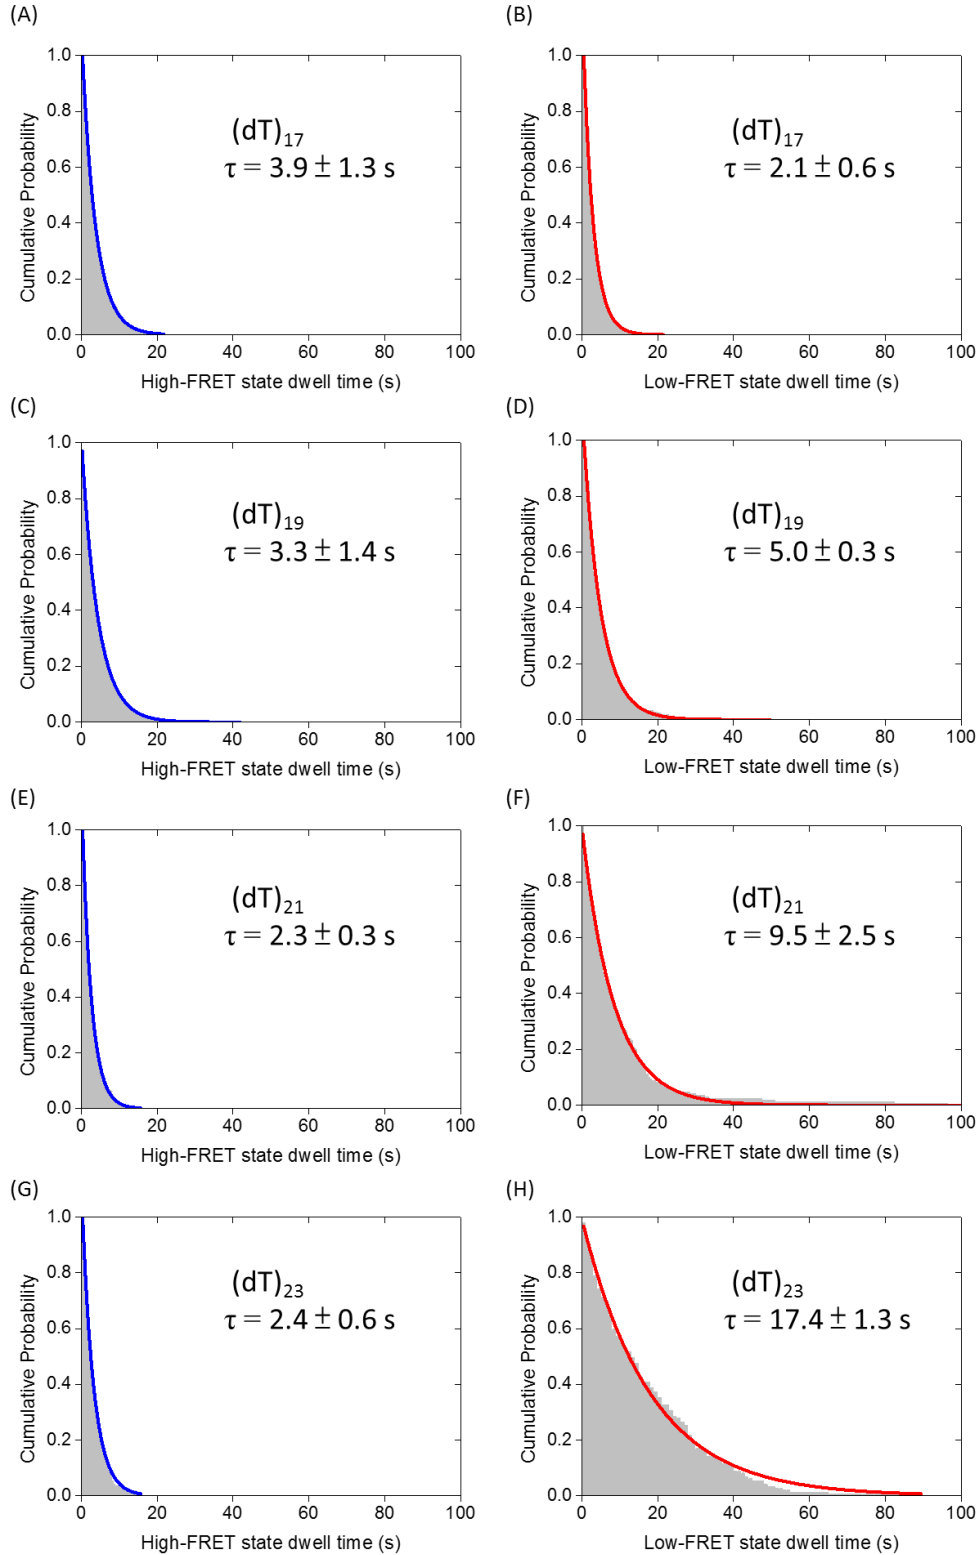 (A)
Cumulative Probability
1.0
0.8
0.6
0.4
0.2
0.0
(dT)₁₇
τ = 3.9 ± 1.3 s
0 20 40 60 80 100
High-FRET state dwell time (s)
(B)
Cumulative Probability
1.0
0.8
0.6
0.4
0.2
0.0
(dT)₁₇
τ = 2.1 ± 0.6 s
0 20 40 60 80 100
Low-FRET state dwell time (s)
(C)
Cumulative Probability
1.0
0.8
0.6
0.4
0.2
0.0
(dT)₁₉
τ = 3.3 ± 1.4 s
0 20 40 60 80 100
High-FRET state dwell time (s)
(D)
Cumulative Probability
1.0
0.8
0.6
0.4
0.2
0.0
(dT)₁₉
τ = 5.0 ± 0.3 s
0 20 40 60 80 100
Low-FRET state dwell time (s)
(E)
Cumulative Probability
1.0
0.8
0.6
0.4
0.2
0.0
(dT)₂₁
τ = 2.3 ± 0.3 s
0 20 40 60 80 100
High-FRET state dwell time (s)
(F)
Cumulative Probability
1.0
0.8
0.6
0.4
0.2
0.0
(dT)₂₁
τ = 9.5 ± 2.5 s
0 20 40 60 80 100
Low-FRET state dwell time (s)
(G)
Cumulative Probability
1.0
0.8
0.6
0.4
0.2
0.0
(dT)₂₃
τ = 2.4 ± 0.6 s
0 20 40 60 80 100
High-FRET state dwell time (s)
(H)
Cumulative Probability
1.0
0.8
0.6
0.4
0.2
0.0
(dT)₂₃
τ = 17.4 ± 1.3 s
0 20 40 60 80 100
Low-FRET state dwell time (s)